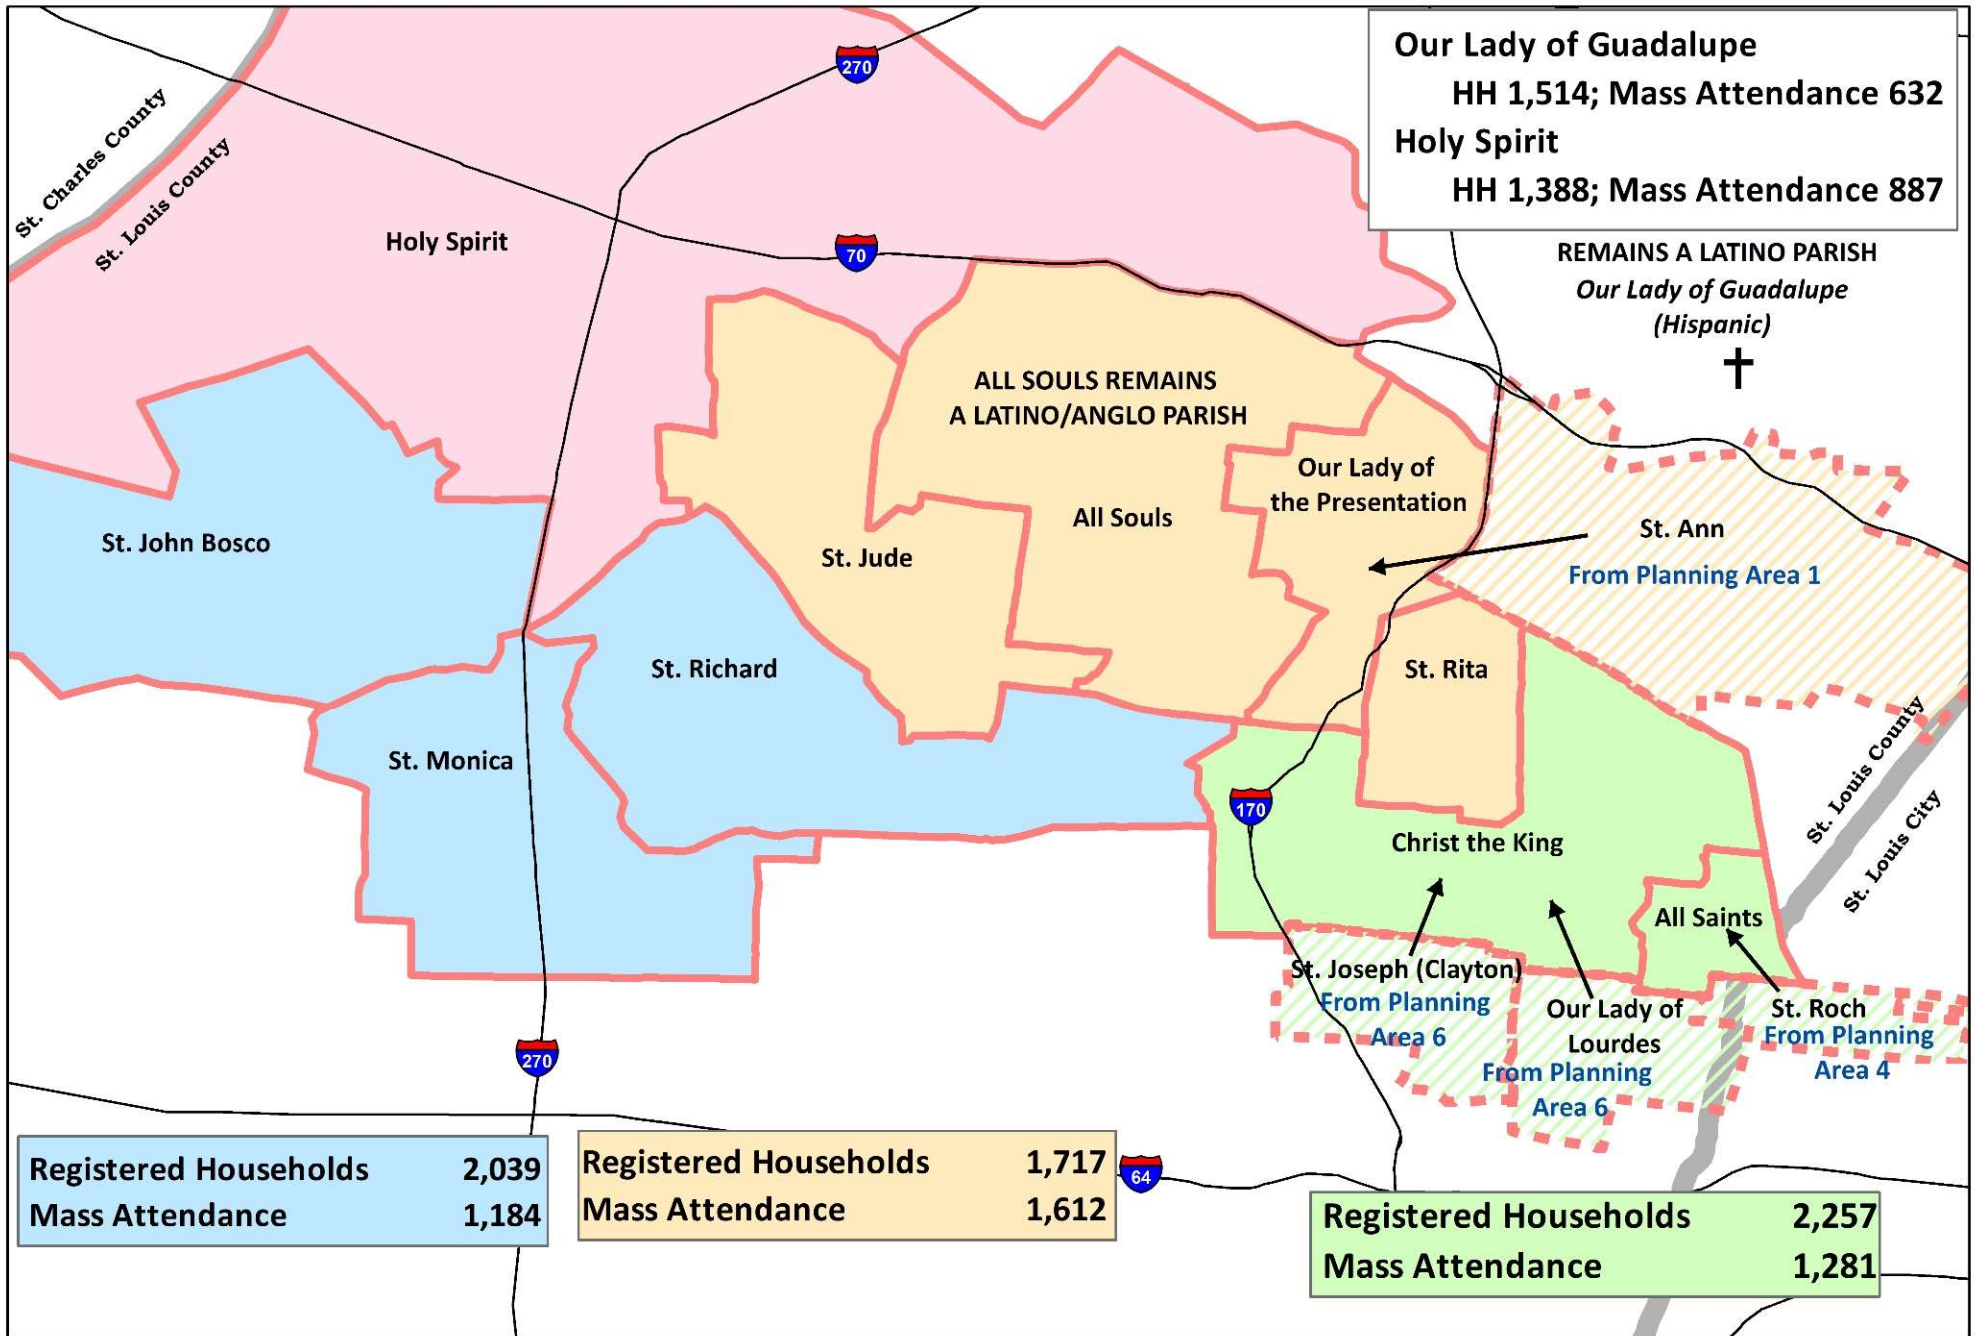 Our Lady of Guadalupe
HH 1,514; Mass Attendance 632
Holy Spirit
HH 1,388; Mass Attendance 887
270
St. Charles County
St. Louis County
Holy Spirit
70
REMAINS A LATINO PARISH
Our Lady of Guadalupe
(Hispanic)
ALL SOULS REMAINS
A LATINO/ANGLO PARISH
Our Lady of
the Presentation
All Souls
St. John Bosco
St. Jude
St. Ann
From Planning Area 1
St. Richard
St. Rita
St. Monica
St. Louis County
St. Louis City
170
Christ the King
All Saints
St. Joseph (Clayton)
From Planning
Area 6
Our Lady of
Lourdes
From Planning
Area 6
St. Roch
From Planning
Area 4
270
Registered Households 2,039
Mass Attendance 1,184
Registered Households 1,717
Mass Attendance 1,612
64
Registered Households 2,257
Mass Attendance 1,281